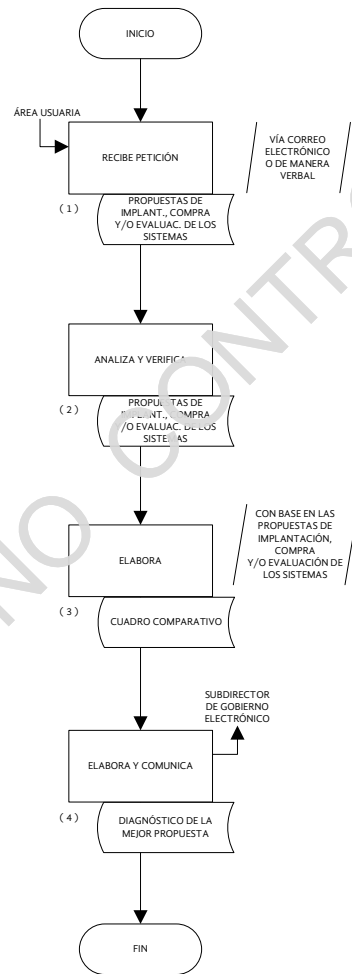 INICIO
ÁREA USUARIA
RECIBE PETICIÓN
VÍA CORREO
ELECTRÓNICO
O DE MANERA
VERBAL
(1)
PROPUESTAS DE
IMPLANT., COMPRA
Y/O EVALUAC. DE LOS
SISTEMAS
ANALIZA Y VERIFICA
(2)
PROPUESTAS DE
IMPLANT., COMPRA
Y/O EVALUAC. DE LOS
SISTEMAS
ELABORA
CON BASE EN LAS
PROPUESTAS DE
IMPLANTACIÓN,
COMPRA
Y/O EVALUACIÓN DE
LOS SISTEMAS
(3)
CUADRO COMPARATIVO
SUBDIRECTOR
DE GOBIERNO
ELECTRÓNICO
ELABORA Y COMUNICA
(4)
DIAGNÓSTICO DE LA
MEJOR PROPUESTA
FIN
NO CONTRO